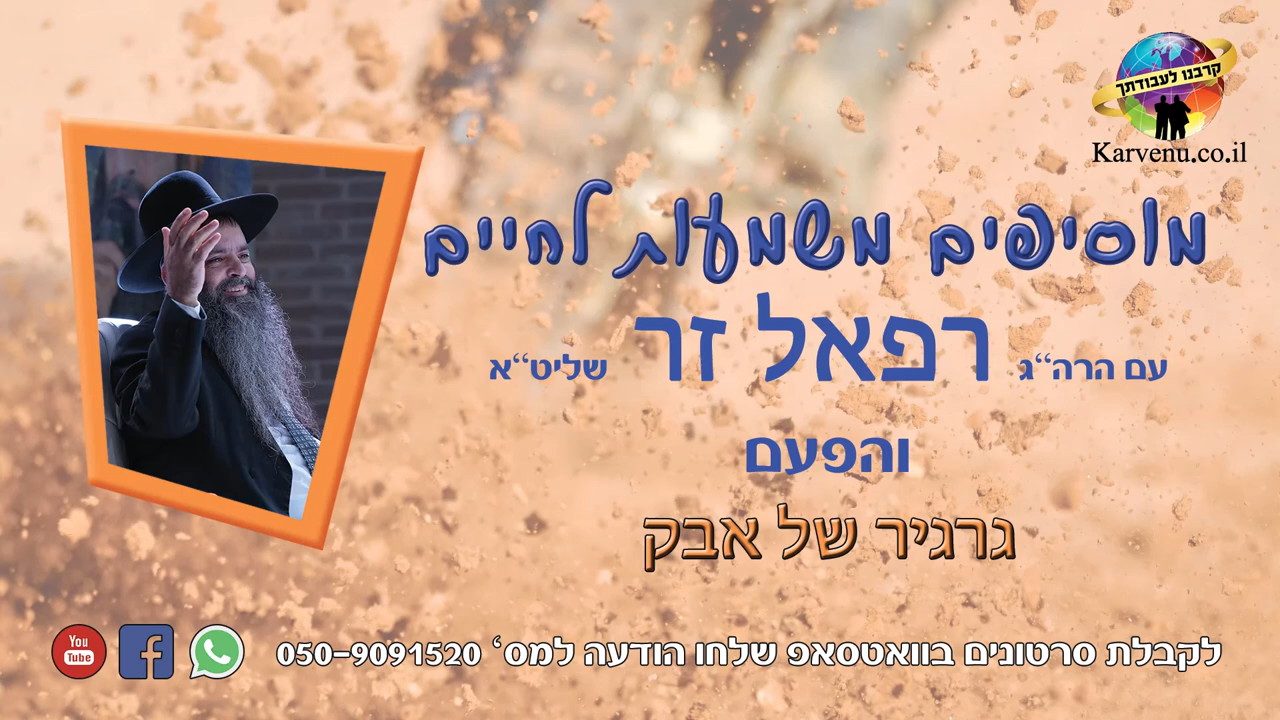 קרבנו לעבודתך
Karvenu.co.il
מוסיפים משמעות לחיים
עם הרה"ג רפאל זר שליט"א
והפעם
גרגיר של אבק
לקבלת סרטונים בוואטסאפ שלחו הודעה למס' 050-9091520
You
Tube